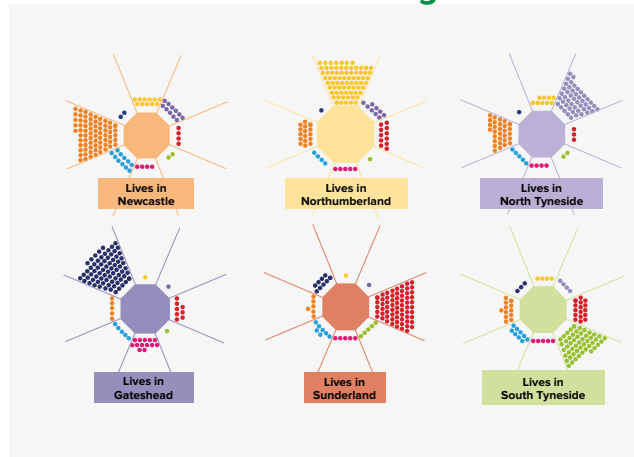 Lives in
Newcastle
Lives in
Northumberland
Lives in
North Tyneside
Lives in
Gateshead
Lives in
Sunderland
Lives in
South Tyneside